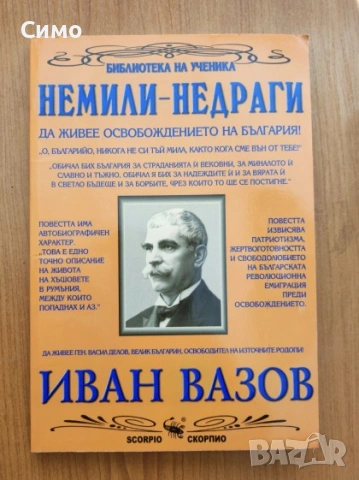 Симо
БИБЛИОТЕКА НА УЧЕНИКА
НЕМИЛИ-НЕДРАГИ
ДА ЖИВЕЕ ОСВОБОЖДЕНИЕТО НА БЪЛГАРИЯ!
„О, БЪЛГАРИЙО, НИКОГА НЕ СИ ТЪЙ МИЛА, КАКТО КОГА СМЕ ВЪН ОТ ТЕБЕ!"
„ОБИЧАЛ БИХ БЪЛГАРИЯ ЗА СТРАДАНИЯТА Й ВЕКОВНИ, ЗА МИНАЛОТО Й
СЛАВНО И ТЪЖНО. ОБИЧАЛ Я БИХ ЗА НАДЕЖДИТЕ Й И ЗА ВЯРАТА Й
В СВЕТЛО БЪДЕЩЕ И ЗА БОРБИТЕ, ЧРЕЗ КОИТО ТО ЩЕ СЕ ПОСТИГНЕ."
ПОВЕСТТА ИМА
АВТОБИОГРАФИЧЕН
ХАРАКТЕР.
„ТОВА Е ЕДНО
ТОЧНО ОПИСАНИЕ
НА ЖИВОТА
НА ХЪШОВЕТЕ
В РУМЪНИЯ,
МЕЖДУ КОИТО
ПОПАДНАХ И АЗ."
ПОВЕСТТА
ИЗВИСЯВА
ПАТРИОТИЗМА,
ЖЕРТВОГОТОВНОСТТА
И СВОБОДОЛЮБИЕТО
НА БЪЛГАРСКАТА
РЕВОЛЮЦИОННА
ЕМИГРАЦИЯ
ПРЕДИ
ОСВОБОЖДЕНИЕТО.
ДА ЖИВЕЕ ГЕН. ВАСИЛ ДЕЛОВ, ВЕЛИК БЪЛГАРИН, ОСВОБОДИТЕЛ НА ИЗТОЧНИТЕ РОДОПИ!
ИВАН ВАЗОВ
SCORPIO СКОРПИО
BAZAR
bg